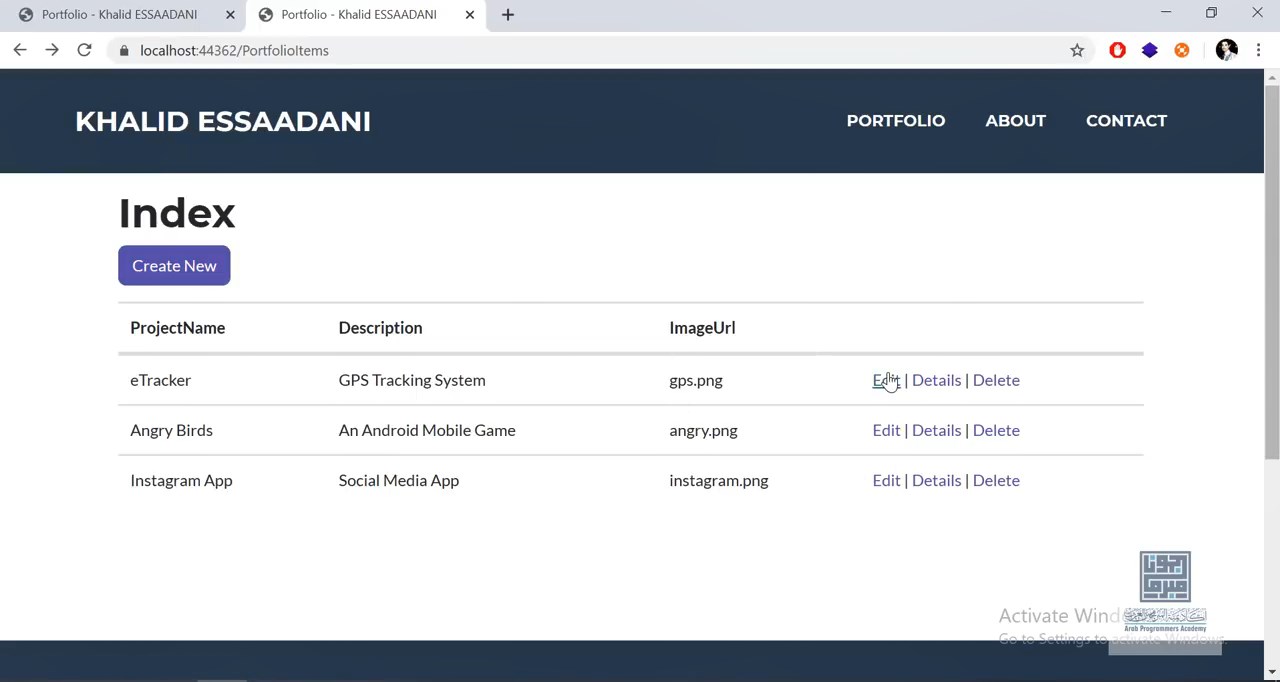 Portfolio - Khalid ESSAADANI
Portfolio - Khalid ESSAADANI
localhost:44362/PortfolioItems
KHALID ESSAADANI
PORTFOLIO ABOUT CONTACT
Index
Create New
ProjectName Description ImageUrl
eTracker GPS Tracking System gps.png Edit | Details | Delete
Angry Birds An Android Mobile Game angry.png Edit | Details | Delete
Instagram App Social Media App instagram.png Edit | Details | Delete
Activate
Go to Settings to activate Windows.
Arab Programmers Academy